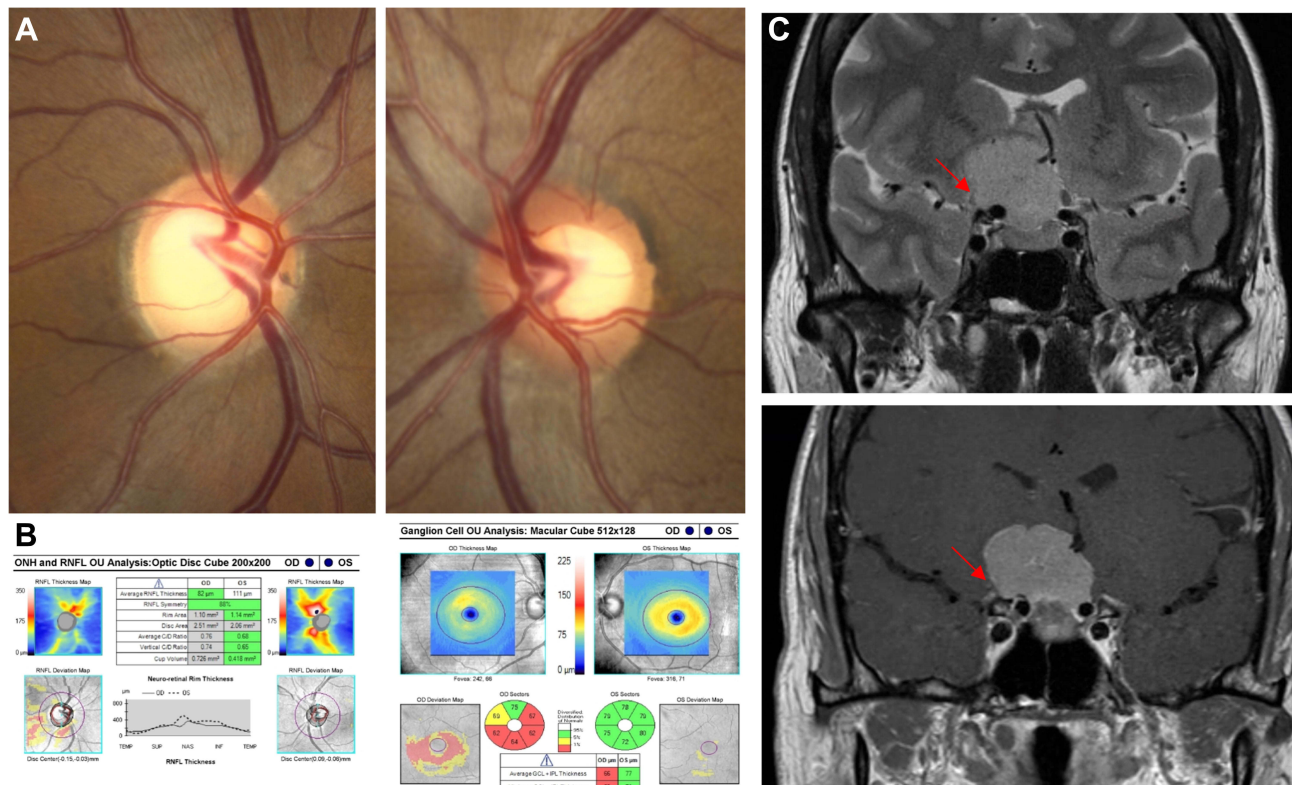 A
C
B
ONH and RNFL OU Analysis:Optic Disc Cube 200x200 OD OS
RNFL Thickness Map
350
175
0 µm
OD OS
Average RNFL Thickness 82 µm 111 µm
RNFL Symmetry 88%
Rim Area 1.10 mm² 1.14 mm²
Disc Area 2.51 mm² 2.06 mm²
Average C/D Ratio 0.76 0.68
Vertical C/D Ratio 0.74 0.65
Cup Volume 0.726 mm³ 0.418 mm³
RNFL Thickness Map
350
175
0 µm
RNFL Deviation Map
Disc Center(-0.15,-0.03)mm
Neuro-retinal Rim Thickness
µm OD OS
800
400
0
TEMP SUP NAS INF TEMP
RNFL Thickness
RNFL Deviation Map
Disc Center(0.09,-0.06)mm
Ganglion Cell OU Analysis: Macular Cube 512x128 OD OS
OD Thickness Map
Fovea: 242, 66
225
150
75
0 µm
OS Thickness Map
Fovea: 316, 71
OD Deviation Map
OD Sectors
75
69 67
62 62
64
Diversified
Distribution
of Normals
95%
5%
1%
OS Sectors
78
79 78
75 80
72
OS Deviation Map
OD µm OS µm
Average GCL + IPL Thickness 66 77